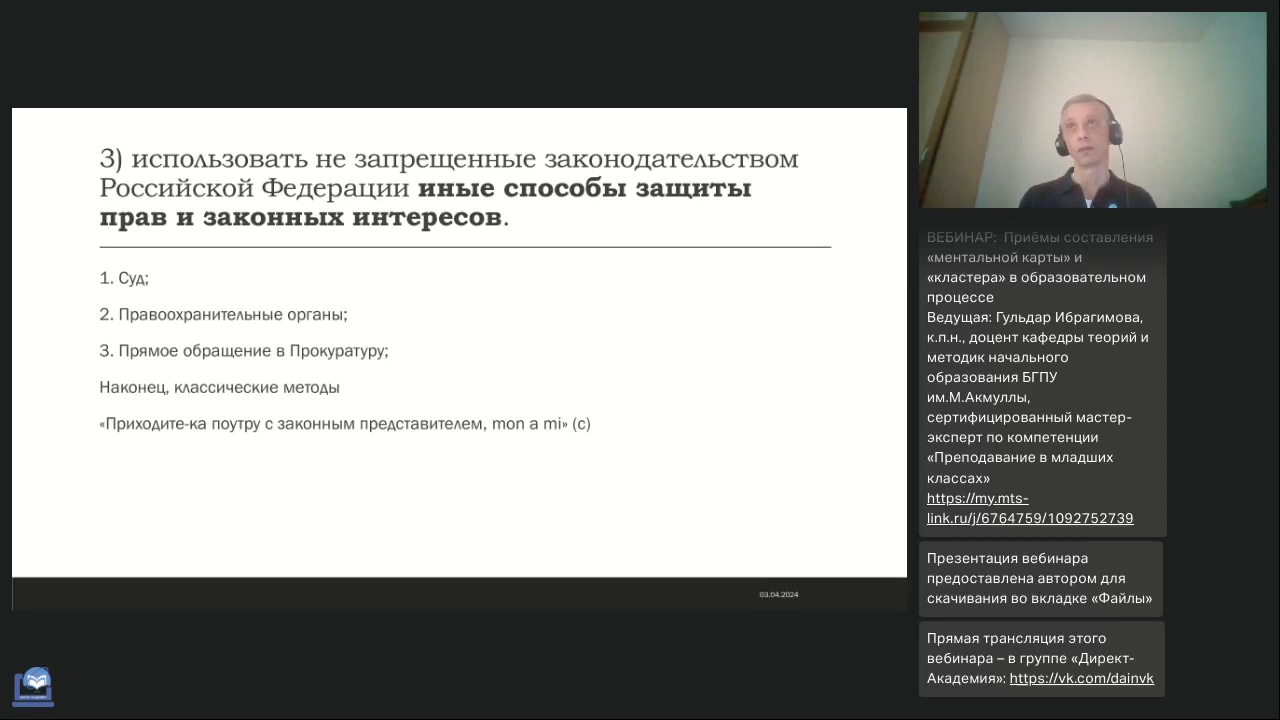 3) использовать не запрещенные законодательством
Российской Федерации иные способы защиты
прав и законных интересов.
1. Суд;
2. Правоохранительные органы;
3. Прямое обращение в Прокуратуру;
Наконец, классические методы
«Приходите-ка поутру с законным представителем, mon a mi» (с)
03.04.2024
ВЕБИНАР: Приёмы составления
«ментальной карты» и
«кластера» в образовательном
процессе
Ведущая: Гульдар Ибрагимова,
к.п.н., доцент кафедры теорий и
методик начального
образования БГПУ
им.М.Акмуллы,
сертифицированный мастер-
эксперт по компетенции
«Преподавание в младших
классах»
https://my.mts-
link.ru/j/6764759/1092752739
Презентация вебинара
предоставлена автором для
скачивания во вкладке «Файлы»
Прямая трансляция этого
вебинара – в группе «Директ-
Академия»: https://vk.com/dainvk